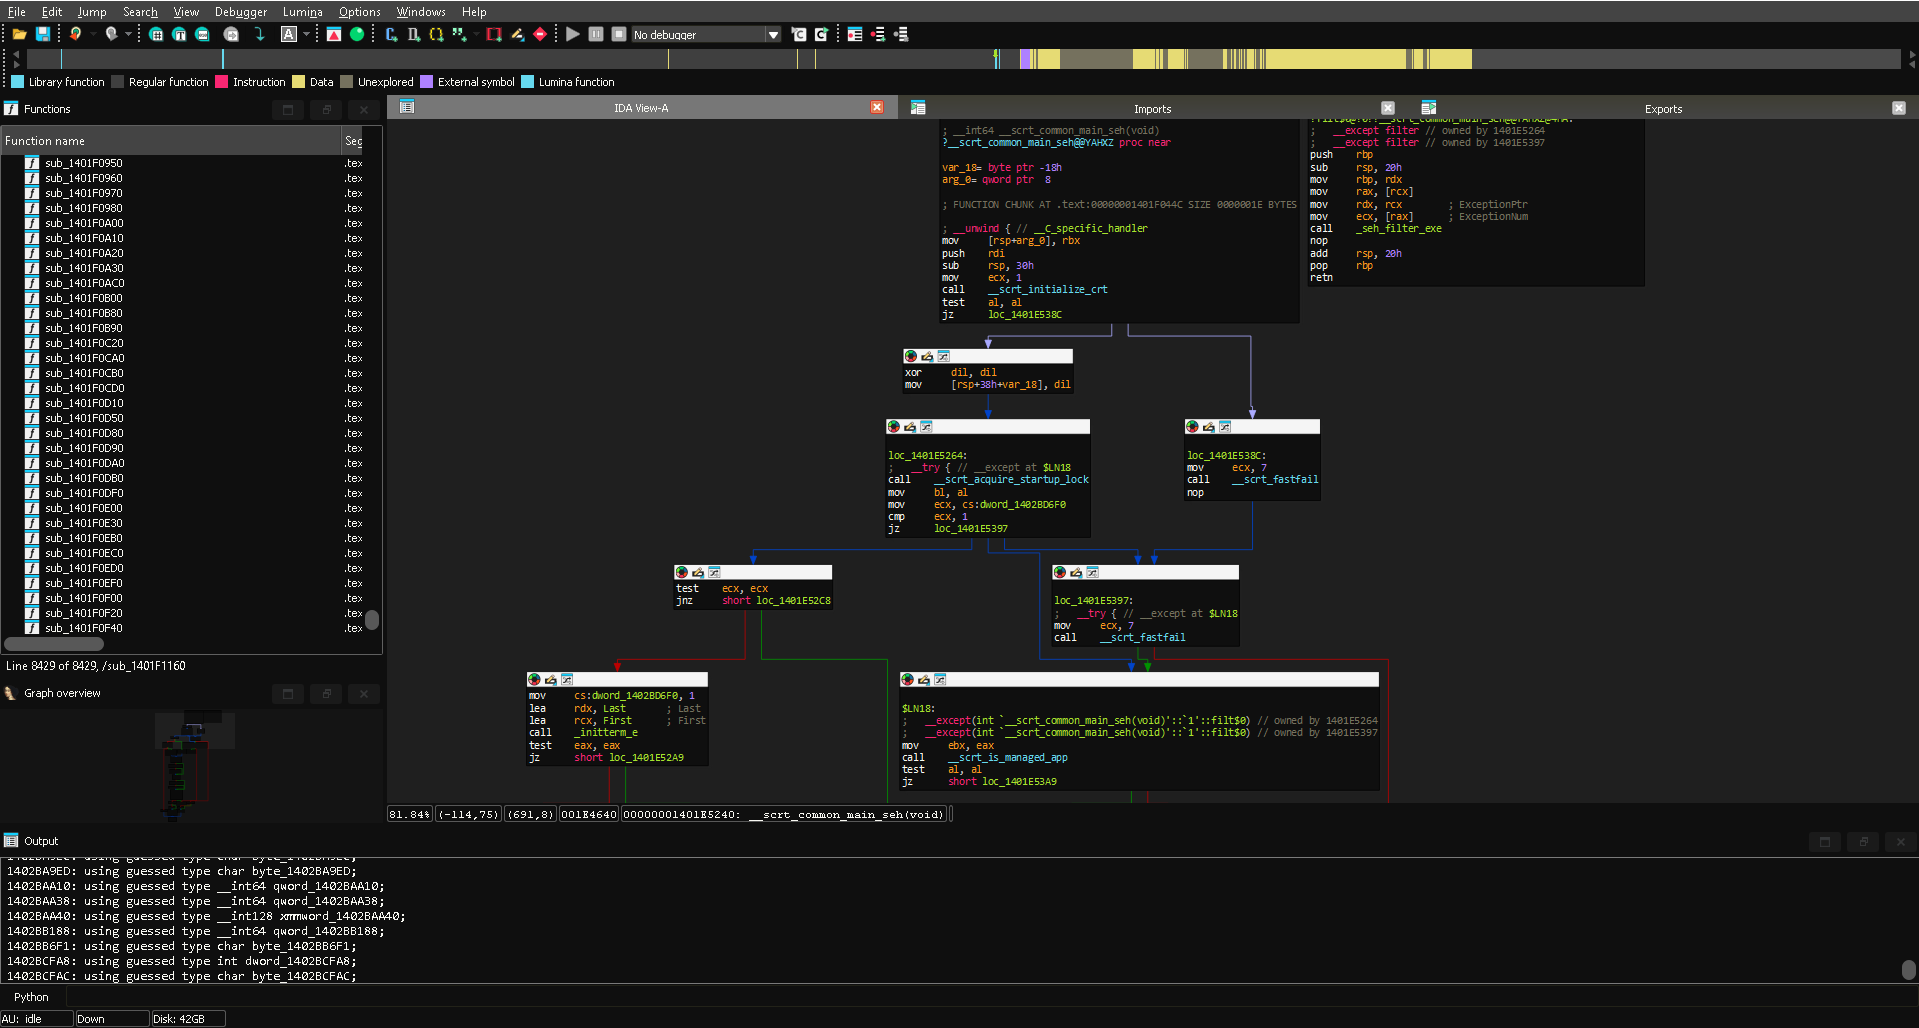 File Edit Jump Search View Debugger Lumina Options Windows Help
No debugger
Library function Regular function Instruction Data Unexplored External symbol Lumina function
Functions
Function name Seg
sub_1401F0950 .tex
sub_1401F0960 .tex
sub_1401F0970 .tex
sub_1401F0980 .tex
sub_1401F0A00 .tex
sub_1401F0A10 .tex
sub_1401F0A20 .tex
sub_1401F0A30 .tex
sub_1401F0AC0 .tex
sub_1401F0B00 .tex
sub_1401F0B80 .tex
sub_1401F0B90 .tex
sub_1401F0C20 .tex
sub_1401F0CA0 .tex
sub_1401F0CB0 .tex
sub_1401F0CD0 .tex
sub_1401F0D10 .tex
sub_1401F0D50 .tex
sub_1401F0D80 .tex
sub_1401F0D90 .tex
sub_1401F0DA0 .tex
sub_1401F0DB0 .tex
sub_1401F0DF0 .tex
sub_1401F0E00 .tex
sub_1401F0E30 .tex
sub_1401F0EB0 .tex
sub_1401F0EC0 .tex
sub_1401F0ED0 .tex
sub_1401F0EF0 .tex
sub_1401F0F00 .tex
sub_1401F0F20 .tex
sub_1401F0F40 .tex
Line 8429 of 8429, /sub_1401F1160
Graph overview
IDA View-A Imports Exports
; __int64 __scrt_common_main_seh(void)
?__scrt_common_main_seh@@YAHXZ proc near
var_18= byte ptr -18h
arg_0= qword ptr  8
; FUNCTION CHUNK AT .text:00000001401F044C SIZE 0000001E BYTES
; __unwind { // __C_specific_handler
mov [rsp+arg_0], rbx
push rdi
sub rsp, 30h
mov ecx, 1
call __scrt_initialize_crt
test al, al
jz loc_1401E538C
; __except filter // owned by 1401E5264
; __except filter // owned by 1401E5397
push rbp
sub rsp, 20h
mov rbp, rdx
mov rax, [rcx]
mov rdx, rcx ; ExceptionPtr
mov ecx, [rax] ; ExceptionNum
call _seh_filter_exe
nop
add rsp, 20h
pop rbp
retn
xor dil, dil
mov [rsp+38h+var_18], dil
loc_1401E5264:
; __try { // __except at $LN18
call __scrt_acquire_startup_lock
mov bl, al
mov ecx, cs:dword_1402BD6F0
cmp ecx, 1
jz loc_1401E5397
loc_1401E538C:
mov ecx, 7
call __scrt_fastfail
nop
test ecx, ecx
jnz short loc_1401E52C8
loc_1401E5397:
; __try { // __except at $LN18
mov ecx, 7
call __scrt_fastfail
mov cs:dword_1402BD6F0, 1
lea rdx, Last ; Last
lea rcx, First ; First
call _initterm_e
test eax, eax
jz short loc_1401E52A9
$LN18:
; __except(int `__scrt_common_main_seh(void)'::`1'::filt$0) // owned by 1401E5264
; __except(int `__scrt_common_main_seh(void)'::`1'::filt$0) // owned by 1401E5397
mov ebx, eax
call __scrt_is_managed_app
test al, al
jz short loc_1401E53A9
81.84% (-114,75) (691,8) 001E4640 00000001401E5240: __scrt_common_main_seh(void)
Output
1402BA9ED: using guessed type char byte_1402BA9ED;
1402BAA10: using guessed type __int64 qword_1402BAA10;
1402BAA38: using guessed type __int64 qword_1402BAA38;
1402BAA40: using guessed type __int128 xmmword_1402BAA40;
1402BB188: using guessed type __int64 qword_1402BB188;
1402BB6F1: using guessed type char byte_1402BB6F1;
1402BCFA8: using guessed type int dword_1402BCFA8;
1402BCFAC: using guessed type char byte_1402BCFAC;
Python
AU: idle Down Disk: 42GB